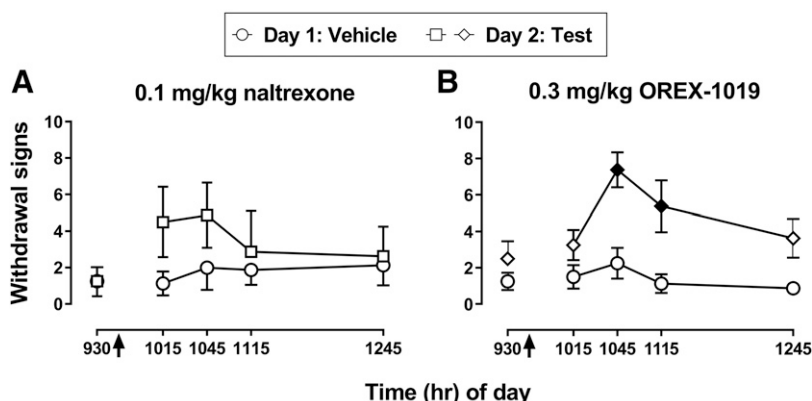 Day 1: Vehicle Day 2: Test
A 0.1 mg/kg naltrexone
B 0.3 mg/kg OREX-1019
Withdrawal signs
10
8
6
4
2
0
930 1015 1045 1115 1245
10
8
6
4
2
0
930 1015 1045 1115 1245
Time (hr) of day